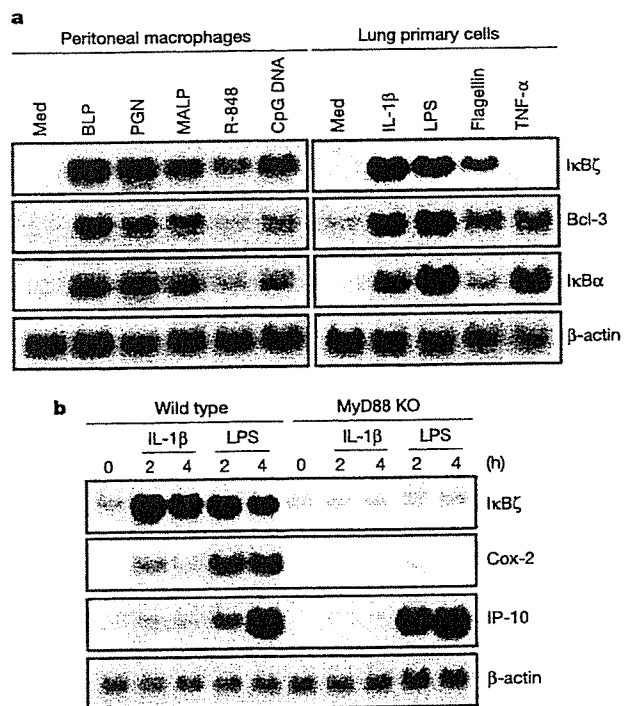 a
Peritoneal macrophages Lung primary cells
Med BLP PGN MALP R-848 CpG DNA Med IL-1β LPS Flagellin TNF-α
IκBζ
Bcl-3
IκBα
β-actin
b
Wild type MyD88 KO
IL-1β LPS IL-1β LPS
0 2 4 2 4 0 2 4 2 4 (h)
IκBζ
Cox-2
IP-10
β-actin